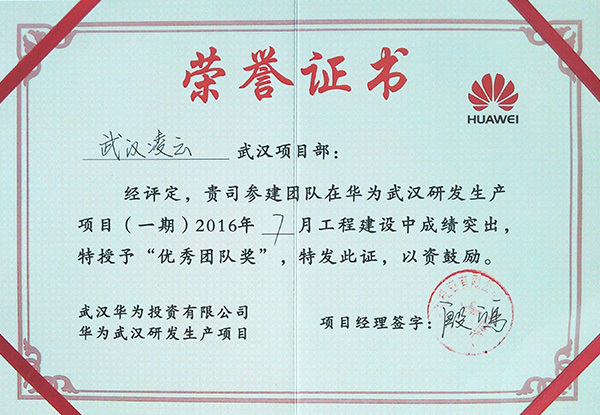 荣誉证书
HUAWEI
武汉凌云 武汉项目部：
经评定，贵司参建团队在华为武汉研发生产
项目（一期）2016年 7 月工程建设中成绩突出，
特授予“优秀团队奖”，特发此证，以资鼓励。
武汉华为投资有限公司
华为武汉研发生产项目
项目经理签字：